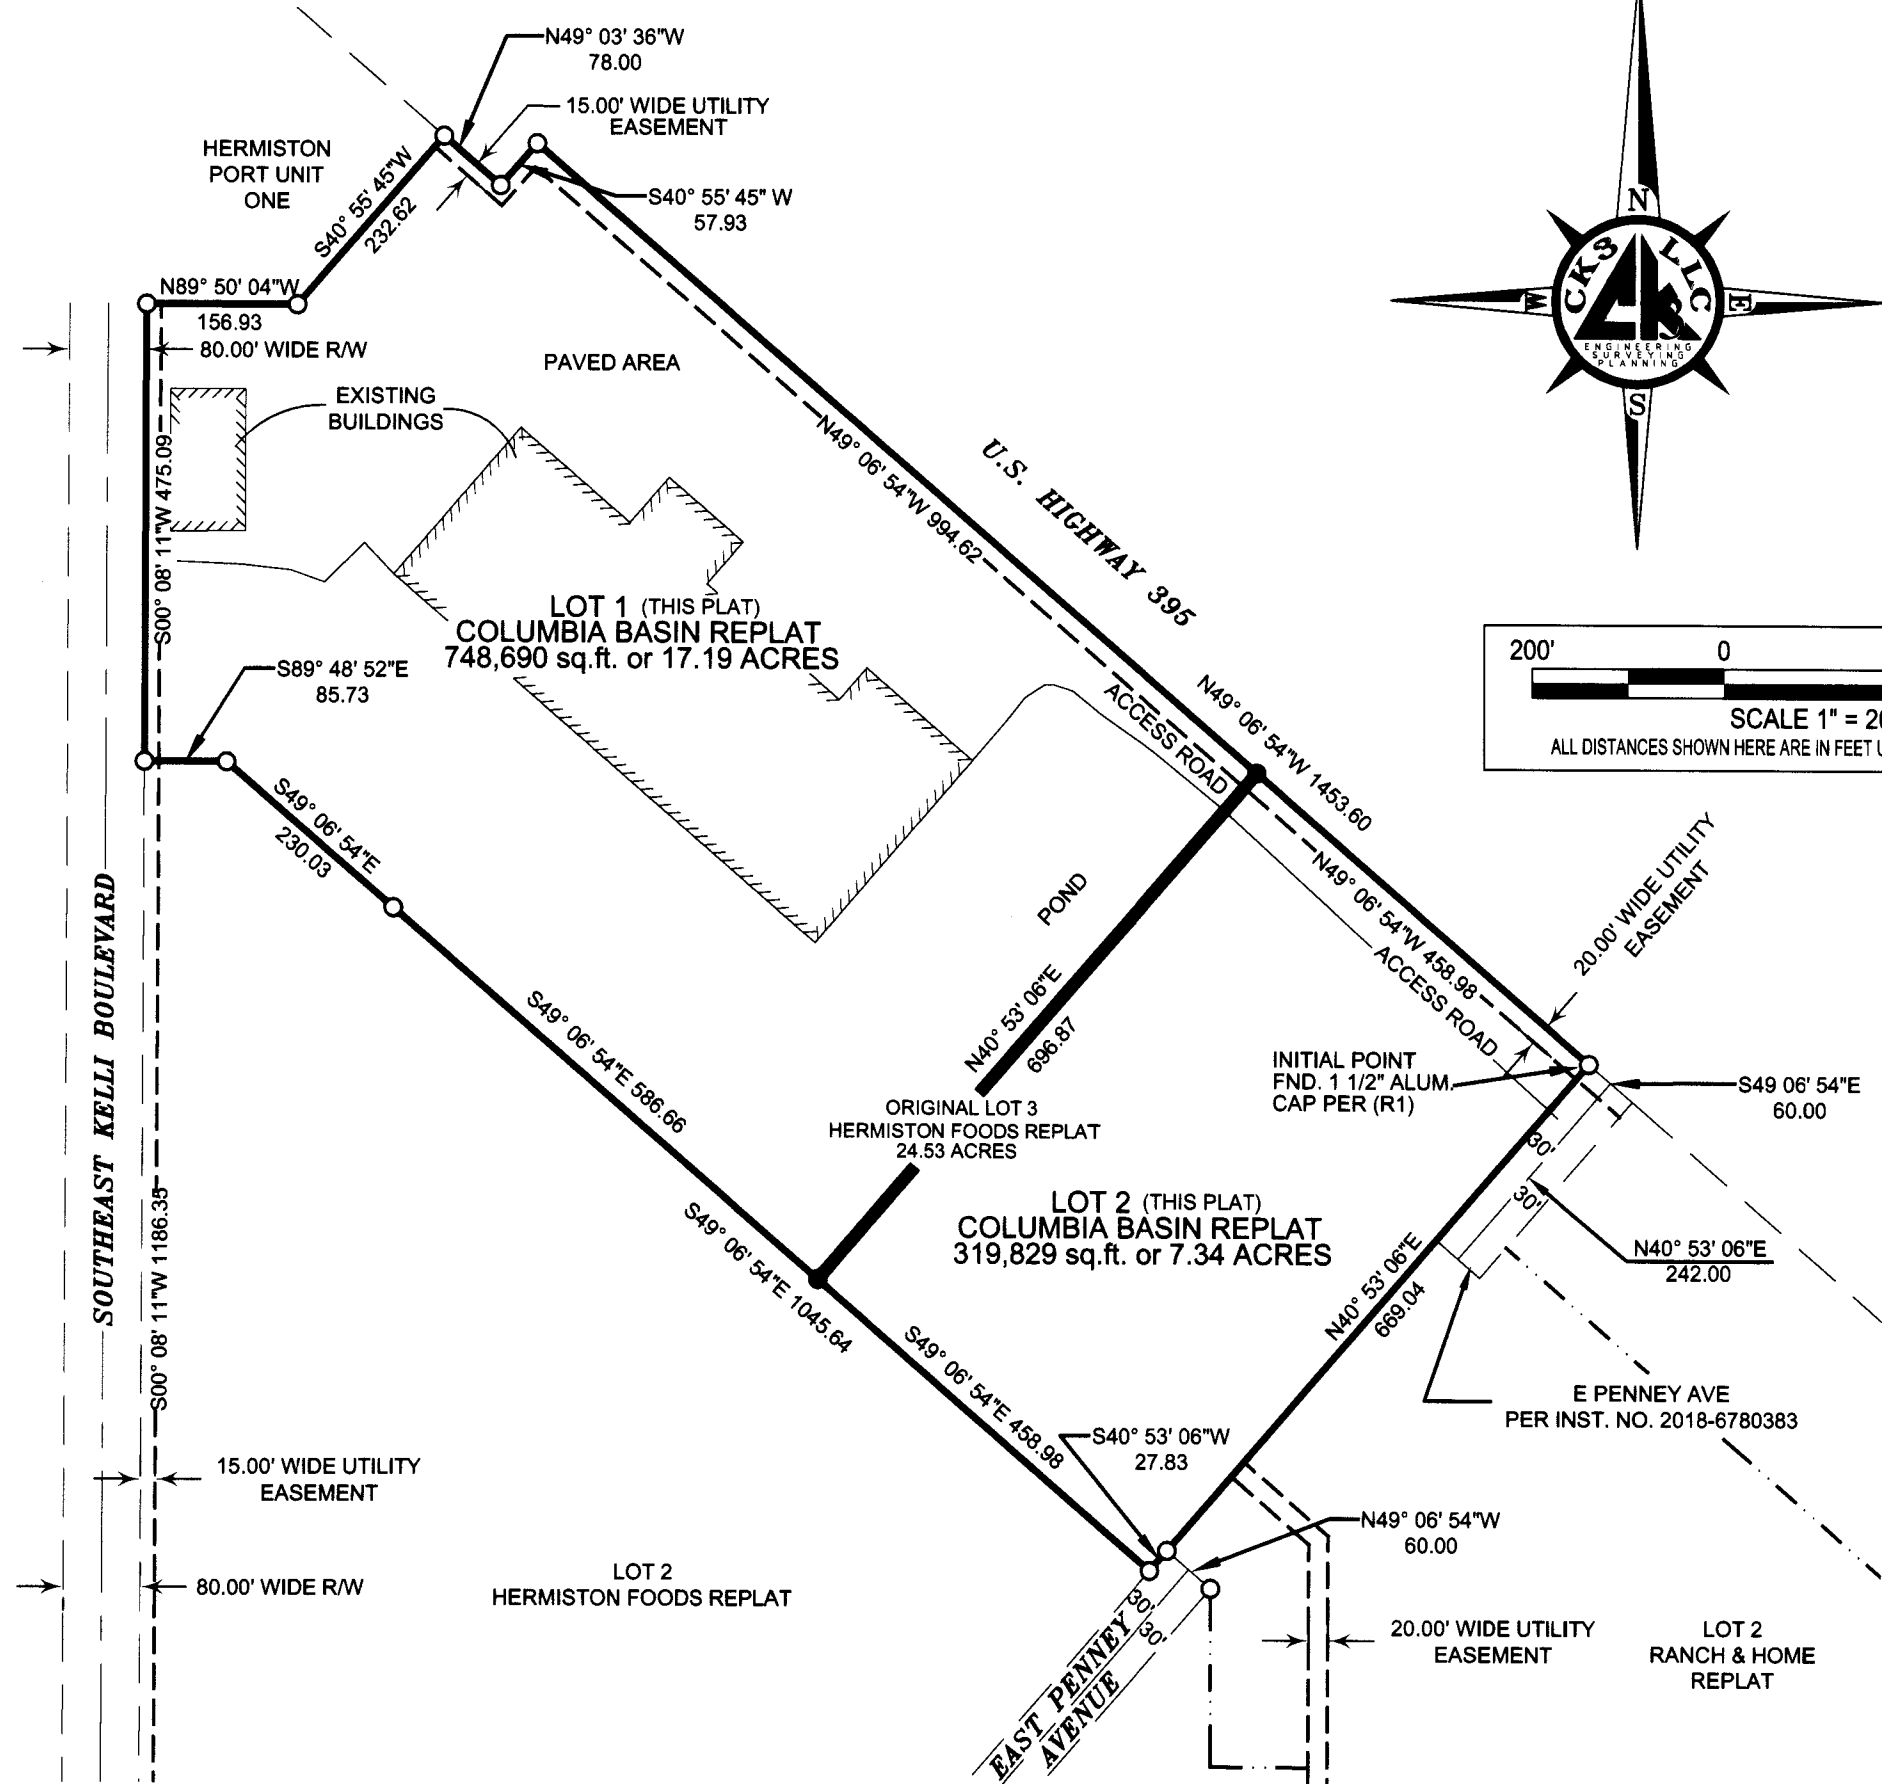 N49° 03' 36"W
78.00
15.00' WIDE UTILITY
EASEMENT
HERMISTON
PORT UNIT
ONE
S40° 55' 45"W
232.62
S40° 55' 45" W
57.93
N89° 50' 04"W
156.93
80.00' WIDE R/W
PAVED AREA
EXISTING
BUILDINGS
S00° 08' 11"W 475.09
N49° 06' 54"W 994.62
U.S. HIGHWAY 395
N
W
E
S
CK3 LLC
ENGINEERING
SURVEYING
PLANNING
LOT 1 (THIS PLAT)
COLUMBIA BASIN REPLAT
748,690 sq.ft. or 17.19 ACRES
200'
0
SCALE 1" = 20
ALL DISTANCES SHOWN HERE ARE IN FEET U
S89° 48' 52"E
85.73
ACCESS ROAD
N49° 06' 54"W 1453.60
S49° 06' 54"E
230.03
N49° 06' 54"W 458.98
20.00' WIDE UTILITY
EASEMENT
POND
ACCESS ROAD
SOUTHEAST KELLI BOULEVARD
S49° 06' 54"E 586.66
N40° 53' 06"E
696.87
INITIAL POINT
FND. 1 1/2" ALUM.
CAP PER (R1)
S49 06' 54"E
60.00
ORIGINAL LOT 3
HERMISTON FOODS REPLAT
24.53 ACRES
30'
30'
LOT 2 (THIS PLAT)
COLUMBIA BASIN REPLAT
319,829 sq.ft. or 7.34 ACRES
S00° 08' 11"W 1186.35
S49° 06' 54"E 1045.64
N40° 53' 06"E
669.04
N40° 53' 06"E
242.00
S49° 06' 54"E 458.98
E PENNEY AVE
PER INST. NO. 2018-6780383
S40° 53' 06"W
27.83
15.00' WIDE UTILITY
EASEMENT
N49° 06' 54"W
60.00
80.00' WIDE R/W
LOT 2
HERMISTON FOODS REPLAT
30'
30'
EAST PENNEY
AVENUE
20.00' WIDE UTILITY
EASEMENT
LOT 2
RANCH & HOME
REPLAT